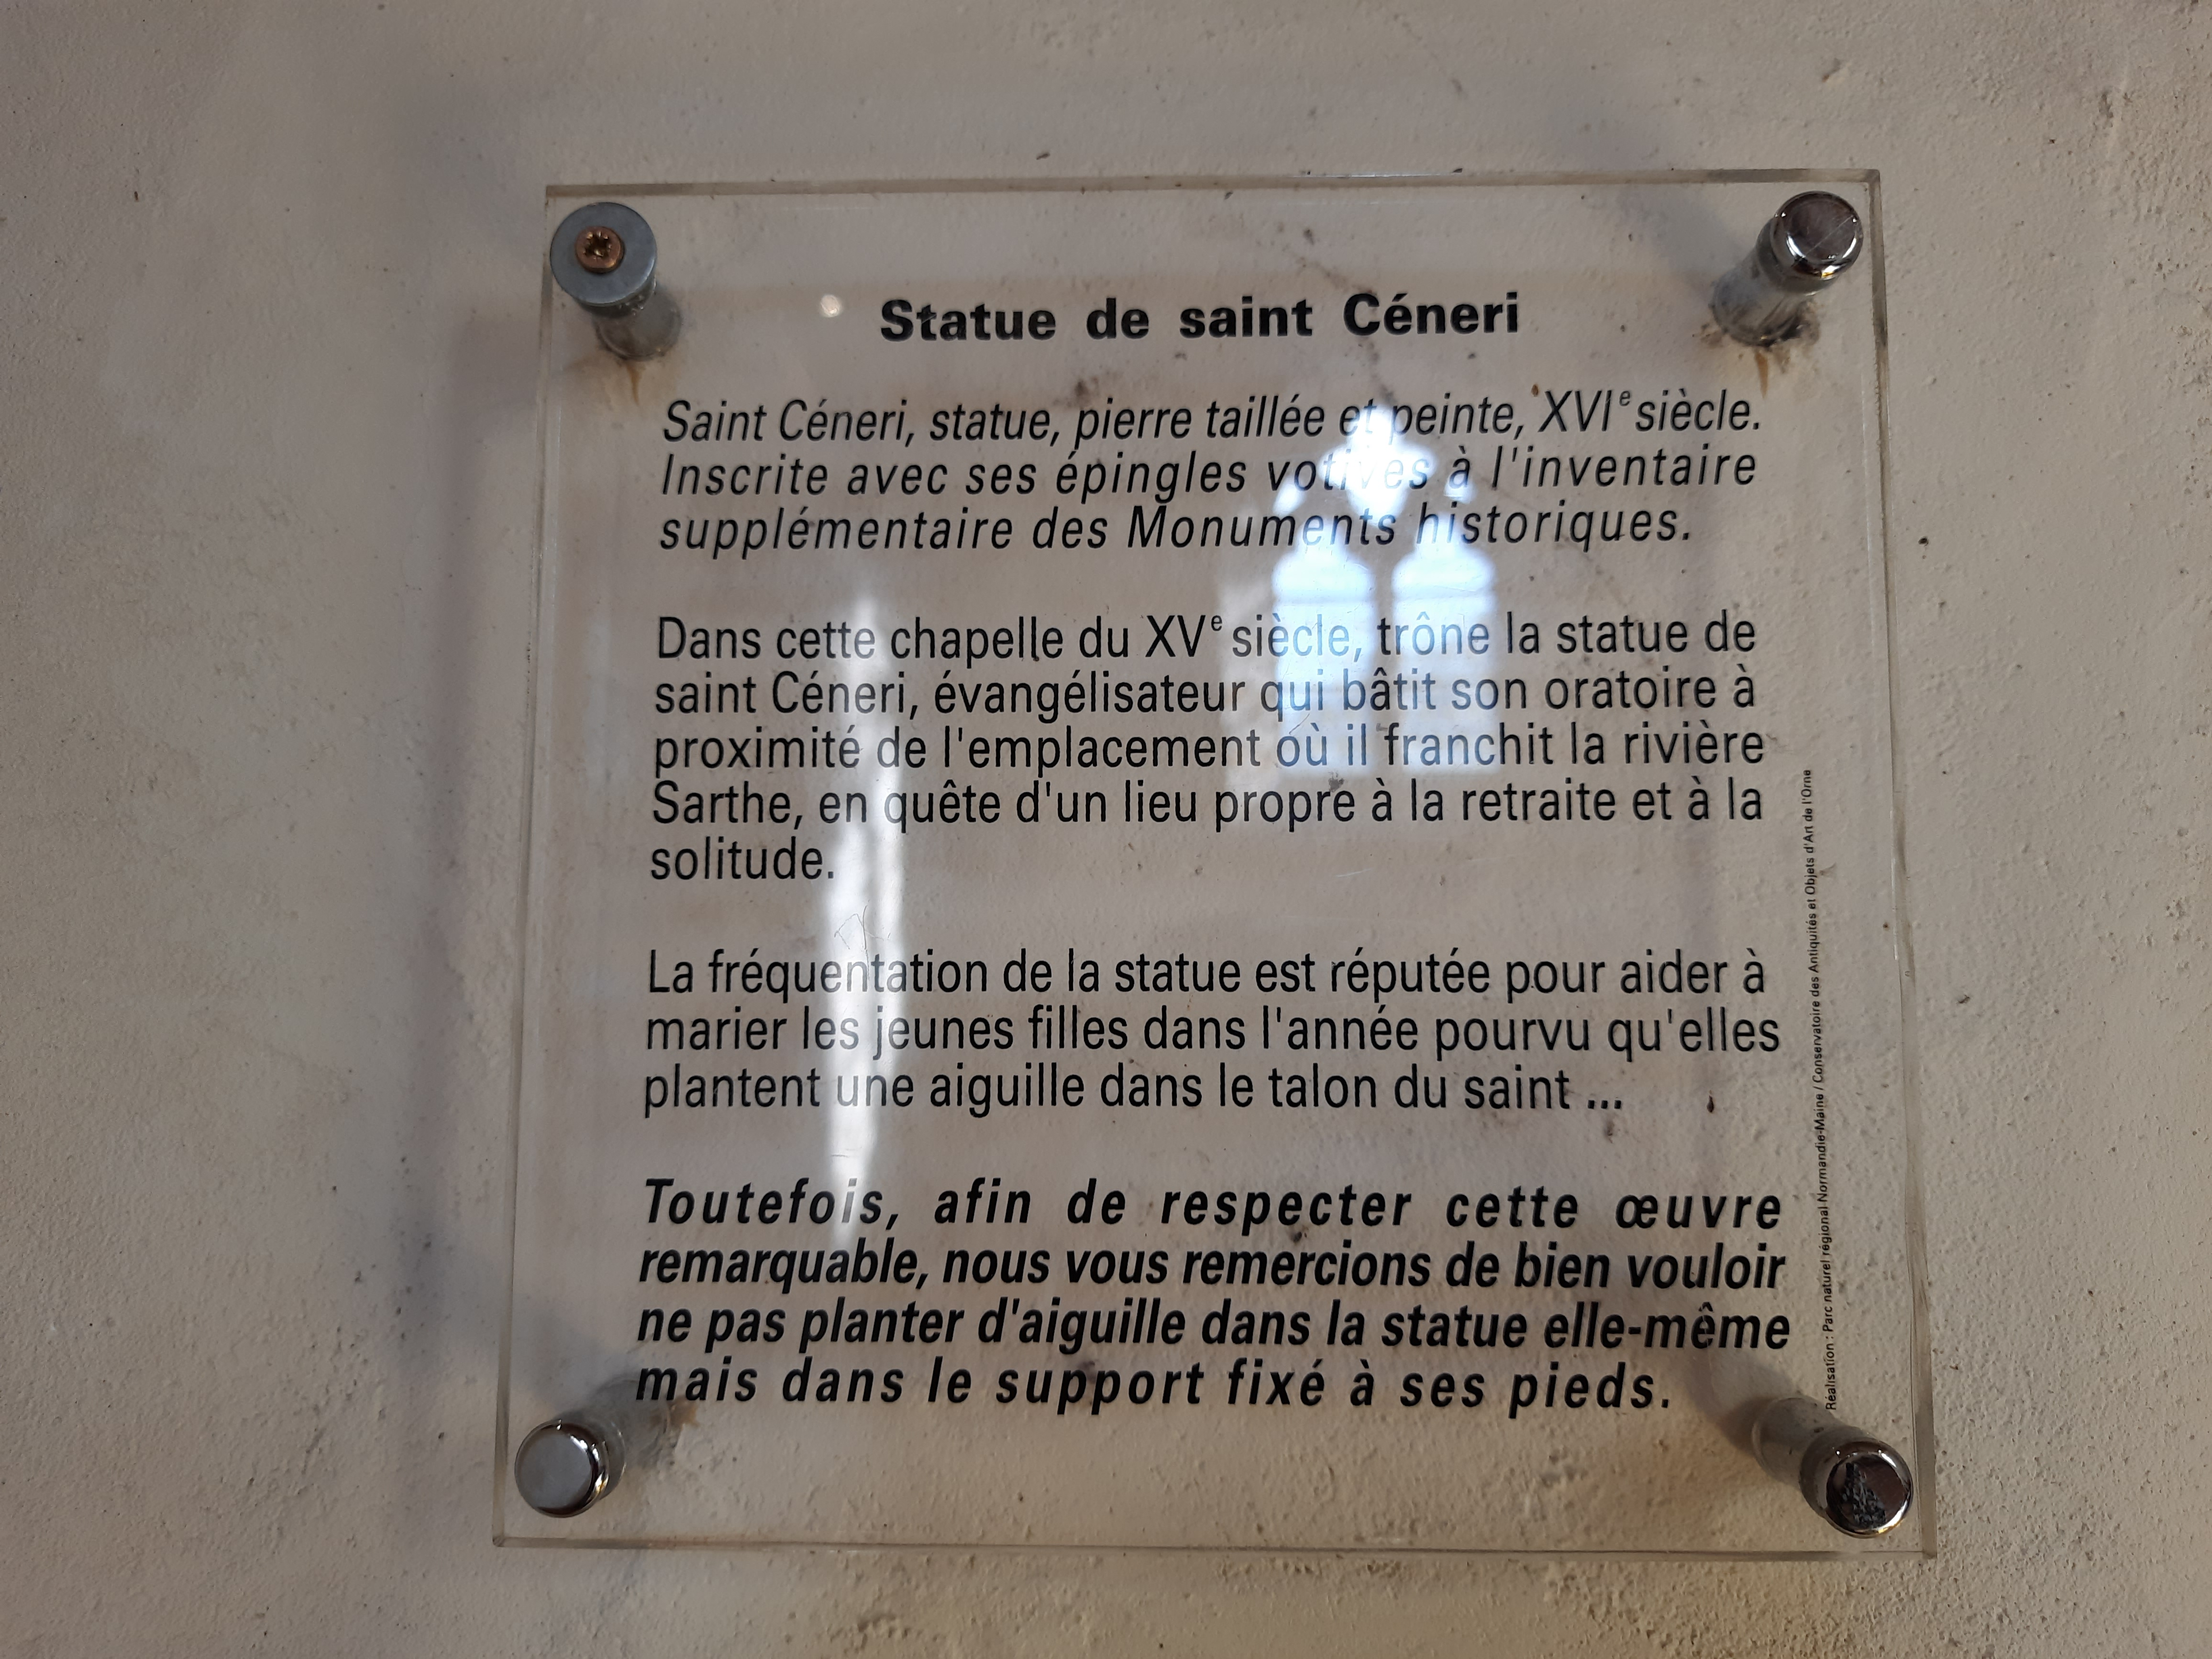 Statue de saint Céneri
Saint Céneri, statue, pierre taillée et peinte, XVIe siècle.
Inscrite avec ses épingles votives à l'inventaire
supplémentaire des Monuments historiques.
Dans cette chapelle du XVe siècle, trône la statue de
saint Céneri, évangélisateur qui bâtit son oratoire à
proximité de l'emplacement où il franchit la rivière
Sarthe, en quête d'un lieu propre à la retraite et à la
solitude.
La fréquentation de la statue est réputée pour aider à
marier les jeunes filles dans l'année pourvu qu'elles
plantent une aiguille dans le talon du saint ...
Toutefois, afin de respecter cette œuvre
remarquable, nous vous remercions de bien vouloir
ne pas planter d'aiguille dans la statue elle-même
mais dans le support fixé à ses pieds.
Réalisation : Parc naturel régional Normandie-Maine / Conservatoire des Antiquités et Objets d'Art de l'Orne